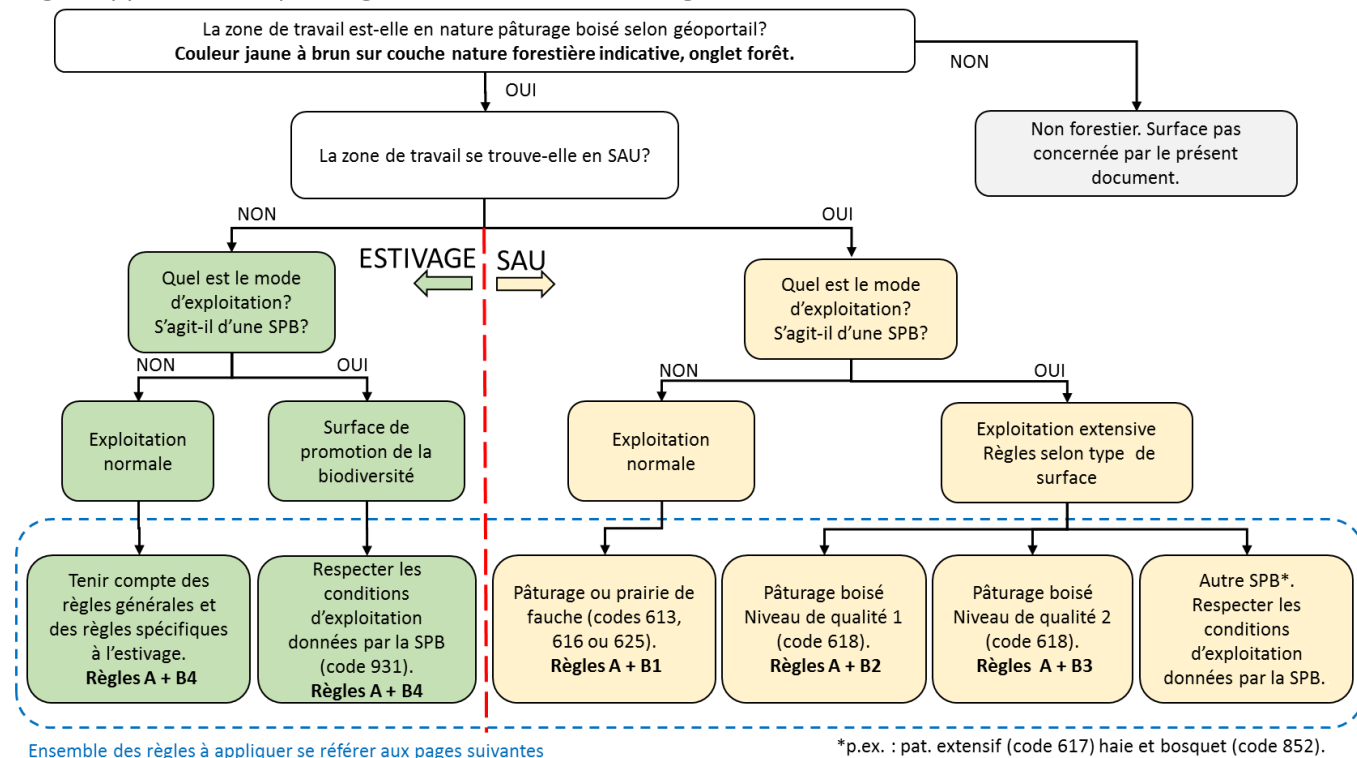 La zone de travail est-elle en nature pâturage boisé selon géoportail?
Couleur jaune à brun sur couche nature forestière indicative, onglet forêt.
NON
OUI
Non forestier. Surface pas
concernée par le présent
document.
La zone de travail se trouve-t-elle en SAU?
NON
OUI
ESTIVAGE
SAU
Quel est le mode
d'exploitation?
S'agit-il d'une SPB?
Quel est le mode
d'exploitation?
S'agit-il d'une SPB?
NON
OUI
NON
OUI
Exploitation
normale
Surface de
promotion de la
biodiversité
Exploitation
normale
Exploitation extensive
Règles selon type de
surface
Tenir compte des
règles générales et
des règles spécifiques
à l'estivage.
Règles A + B4
Respecter les
conditions
d'exploitation
données par la SPB
(code 931).
Règles A + B4
Pâturage ou prairie de
fauche (codes 613,
616 ou 625).
Règles A + B1
Pâturage boisé
Niveau de qualité 1
(code 618).
Règles A + B2
Pâturage boisé
Niveau de qualité 2
(code 618).
Règles A + B3
Autre SPB*.
Respecter les
conditions
d'exploitation
données par la SPB.
Ensemble des règles à appliquer se référer aux pages suivantes
*p.ex. : pat. extensif (code 617) haie et bosquet (code 852).